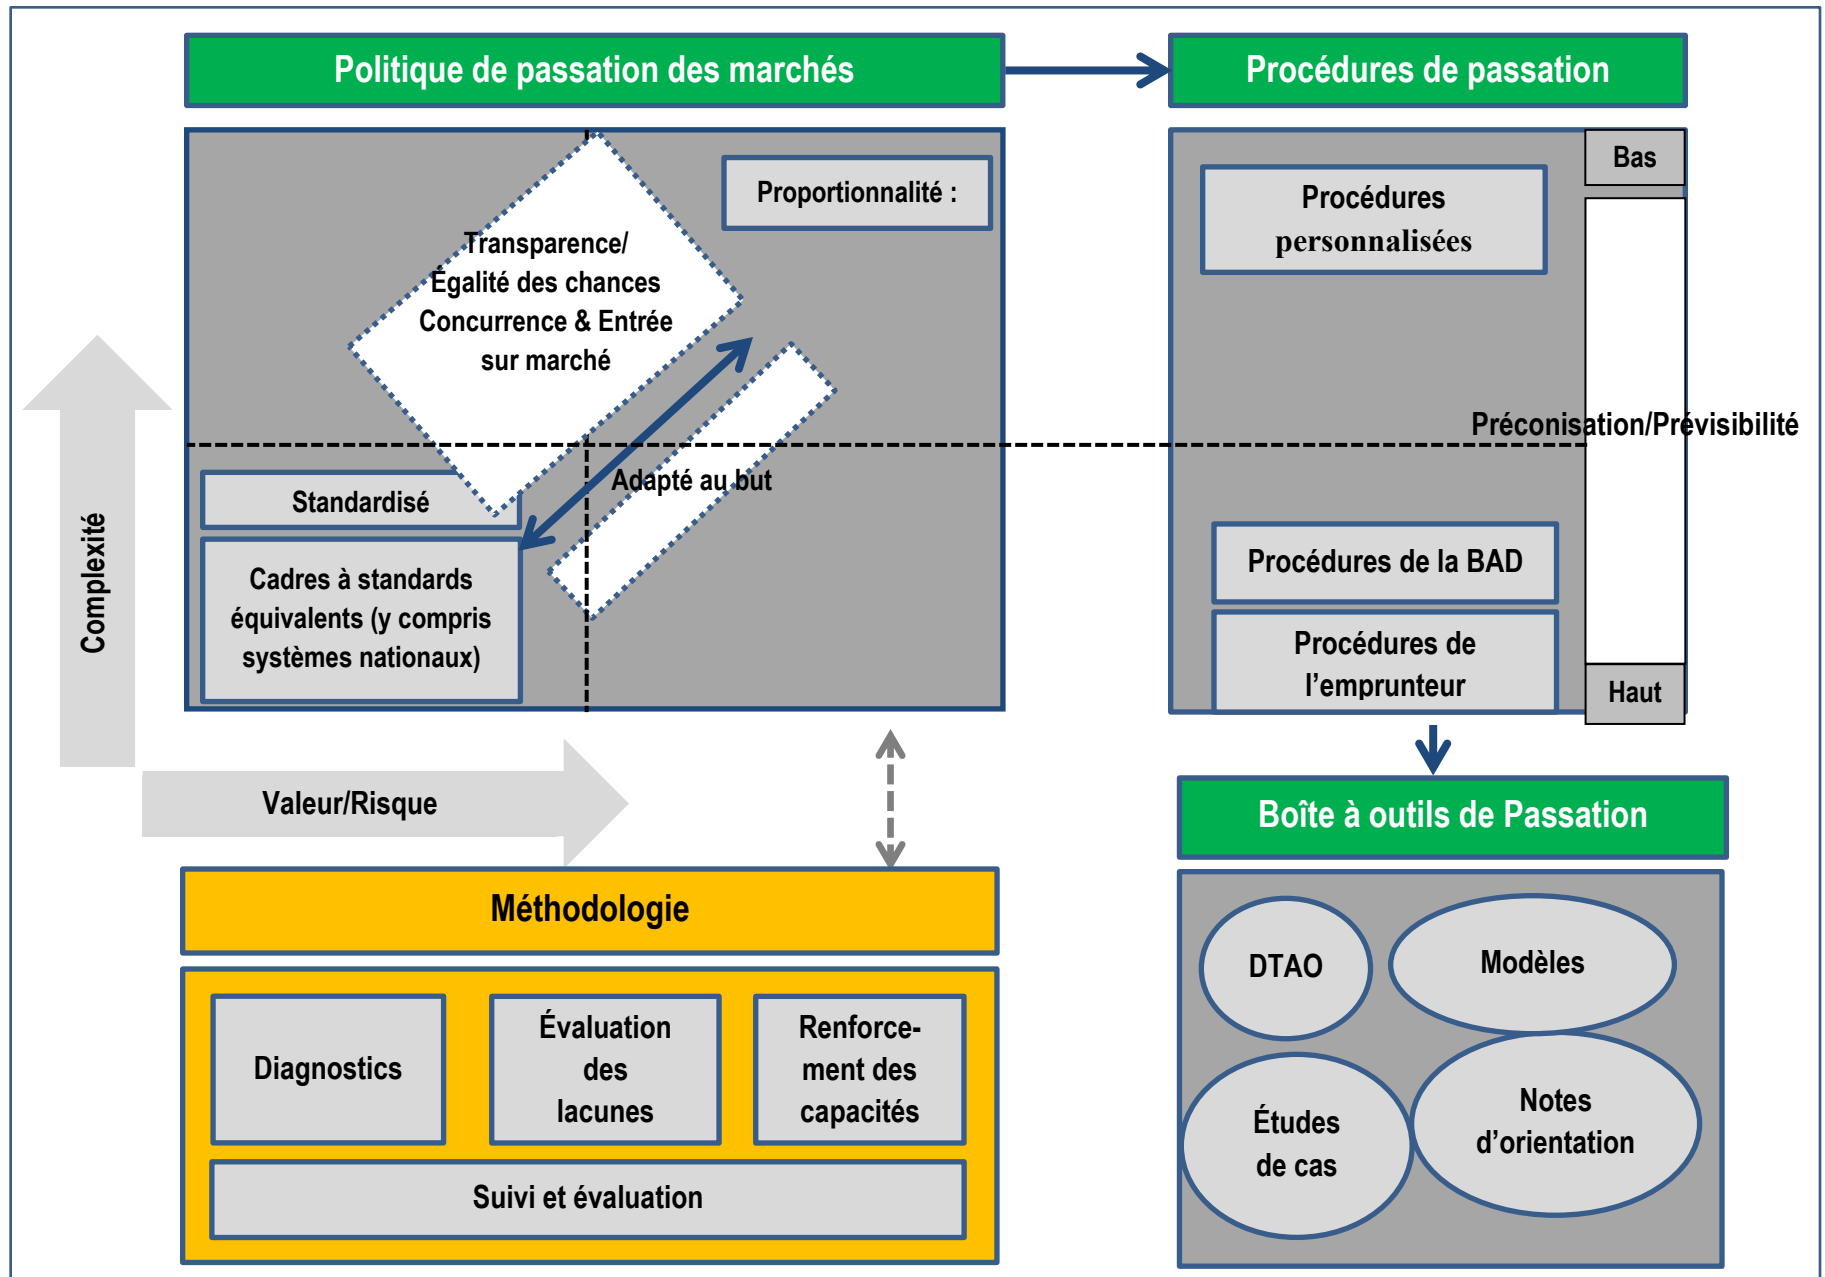 Politique de passation des marchés
Procédures de passation
Proportionnalité :
Transparence/
Egalité des chances
Concurrence & Entrée
sur marché
Adapté au but
Standardisé
Cadres à standards
équivalents (y compris
systèmes nationaux)
Complexité
Valeur/Risque
Bas
Procédures
personnalisées
Préconisation/Prévisibilité
Procédures de la BAD
Procédures de
l’emprunteur
Haut
Méthodologie
Diagnostics
Évaluation
des
lacunes
Renforce-
ment des
capacités
Suivi et évaluation
Boîte à outils de Passation
DTAO
Modèles
Études
de cas
Notes
d’orientation